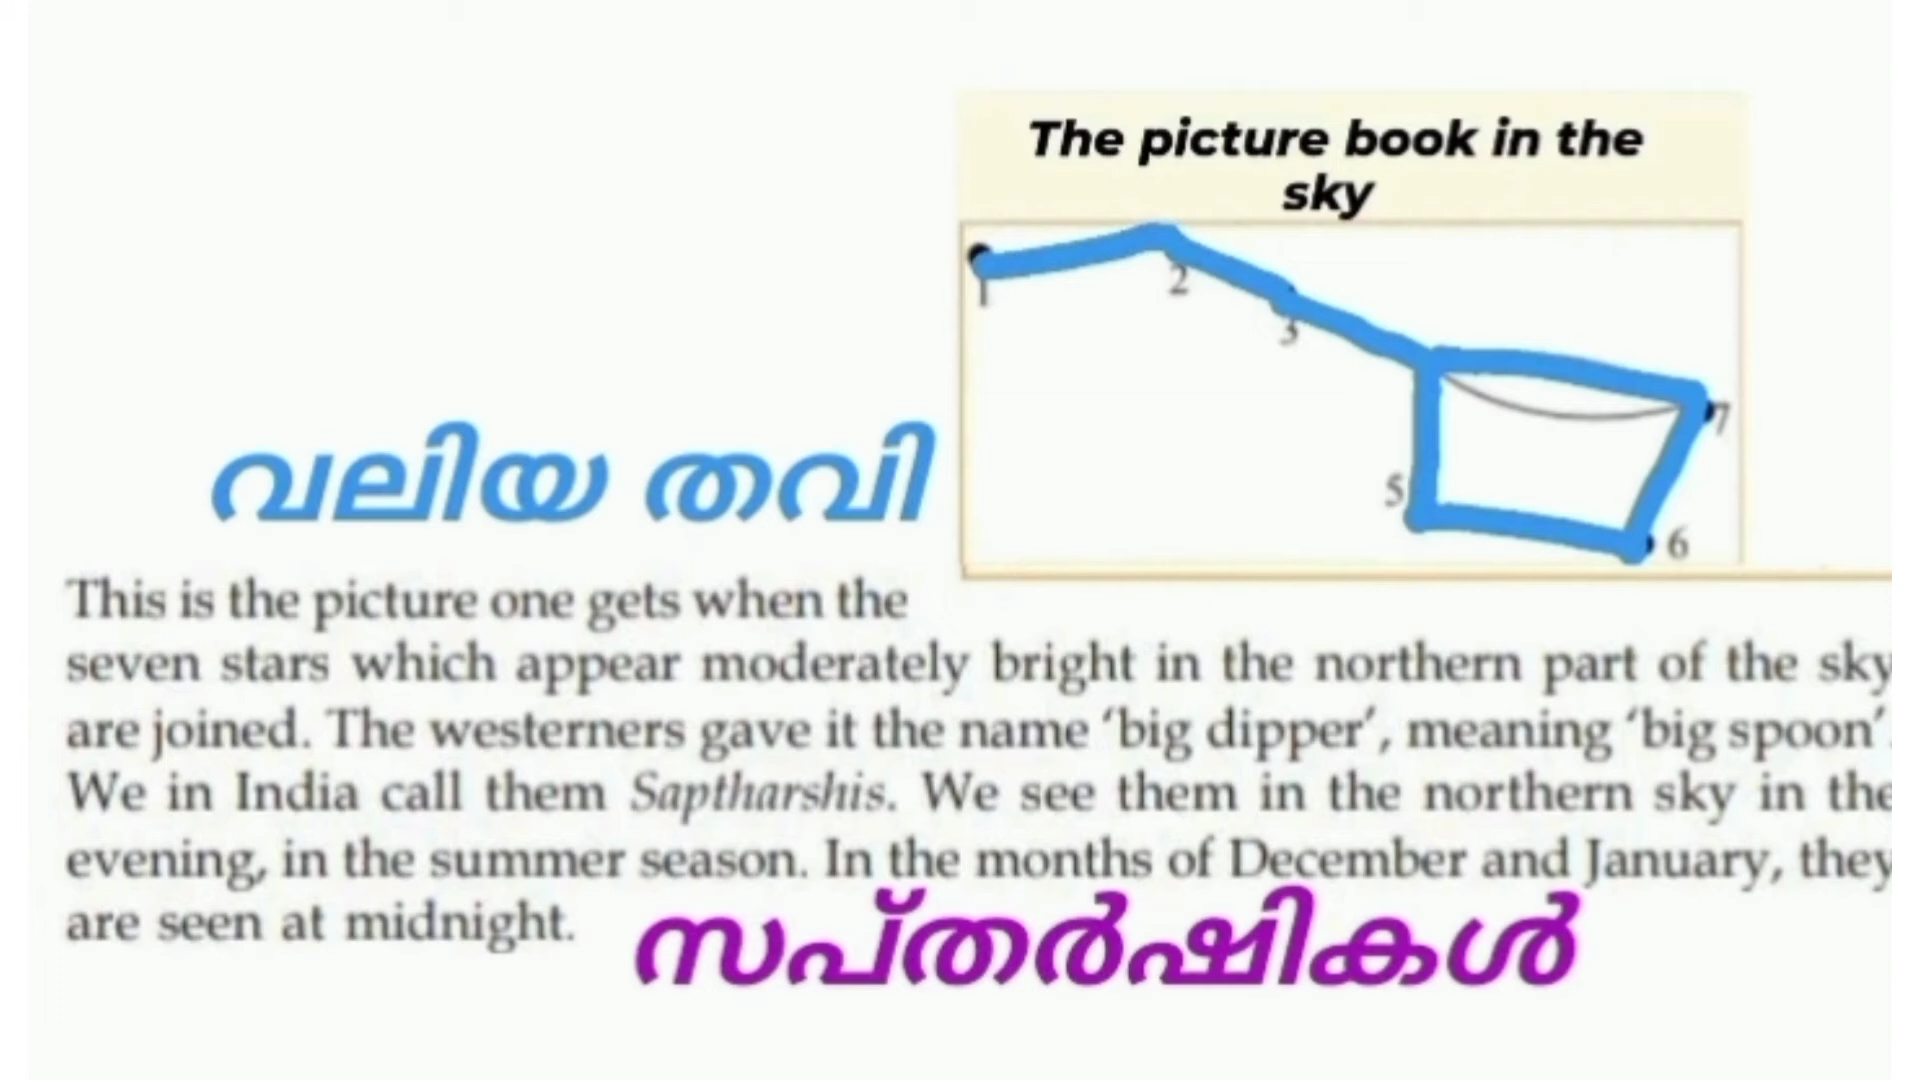 The picture book in the
sky
1
2
3
5
7
6
വലിയ തവി
This is the picture one gets when the
seven stars which appear moderately bright in the northern part of the sky
are joined. The westerners gave it the name ‘big dipper’, meaning ‘big spoon’.
We in India call them Saptharshis. We see them in the northern sky in the
evening, in the summer season. In the months of December and January, they
are seen at midnight.
സപ്തർഷികൾ